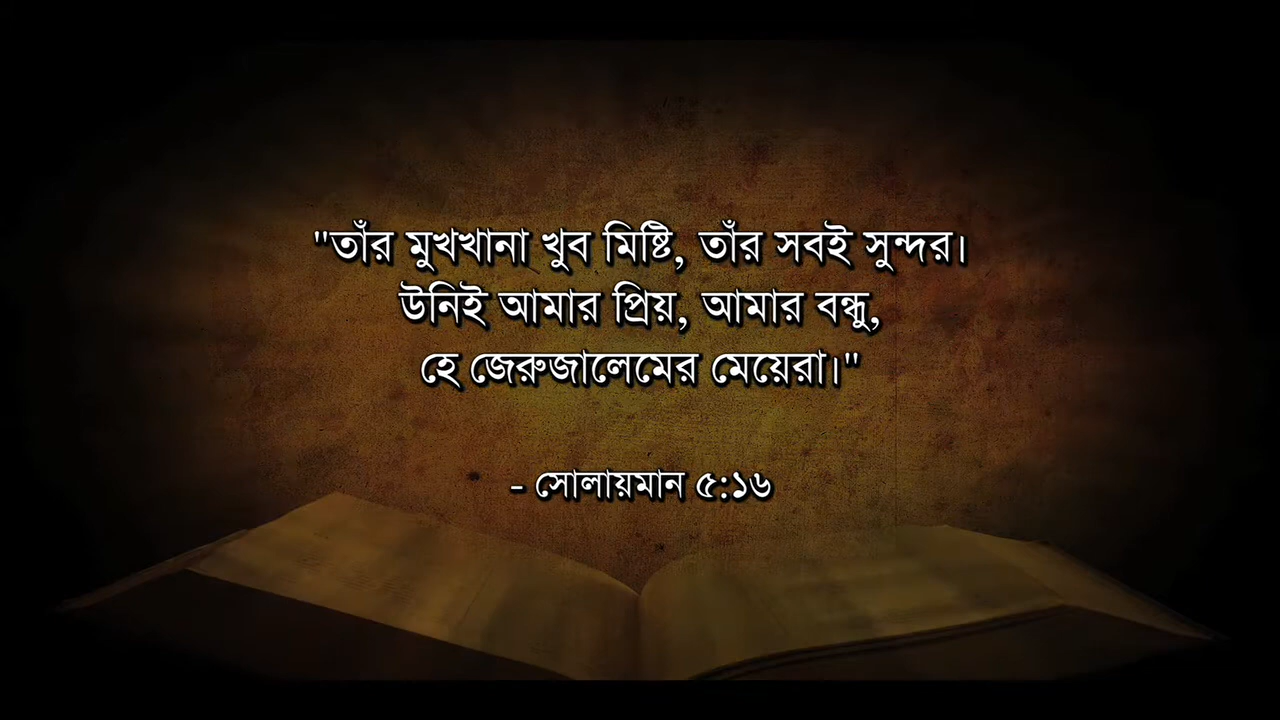 "তাঁর মুখখানা খুব মিষ্টি, তাঁর সবই সুন্দর।
উনিই আমার প্রিয়, আমার বন্ধু,
হে জেরুজালেমের মেয়েরা।"
- সোলায়মান ৫:১৬